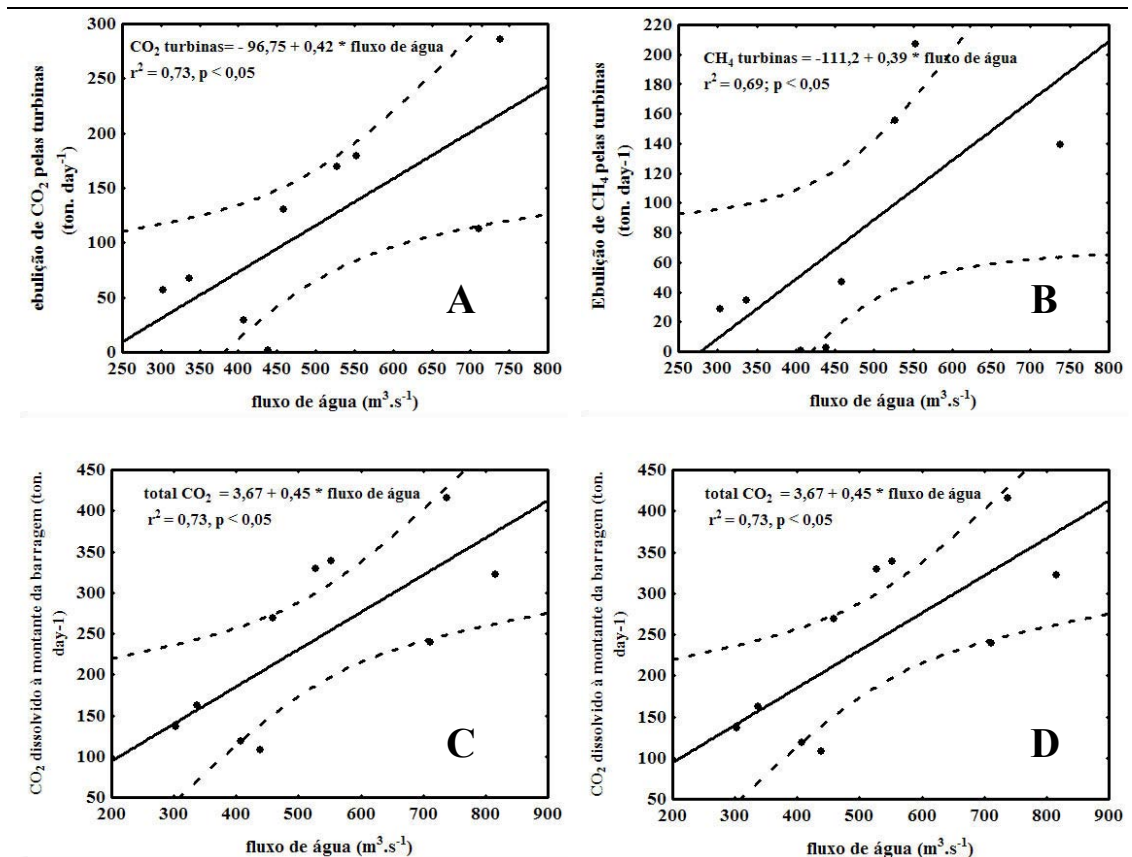 CO₂ turbinas= - 96,75 + 0,42 * fluxo de água
r² = 0,73, p < 0,05
ebulição de CO₂ pelas turbinas
(ton. day⁻¹)
300
250
200
150
100
50
0
A
250 300 350 400 450 500 550 600 650 700 750 800
fluxo de água (m³.s⁻¹)
CH₄ turbinas = -111,2 + 0,39 * fluxo de água
r² = 0,69; p < 0,05
Ebulição de CH₄ pelas turbinas
(ton. day-1)
220
200
180
160
140
120
100
80
60
40
20
0
B
250 300 350 400 450 500 550 600 650 700 750 800
fluxo de água (m³.s⁻¹)
total CO₂ = 3,67 + 0,45 * fluxo de água
r² = 0,73, p < 0,05
CO₂ dissolvido à montante da barragem (ton.
day-1)
450
400
350
300
250
200
150
100
50
C
200 300 400 500 600 700 800 900
fluxo de água (m³.s⁻¹)
total CO₂ = 3,67 + 0,45 * fluxo de água
r² = 0,73, p < 0,05
CO₂ dissolvido à montante da barragem (ton.
day-1)
450
400
350
300
250
200
150
100
50
D
200 300 400 500 600 700 800 900
fluxo de água (m³.s⁻¹)